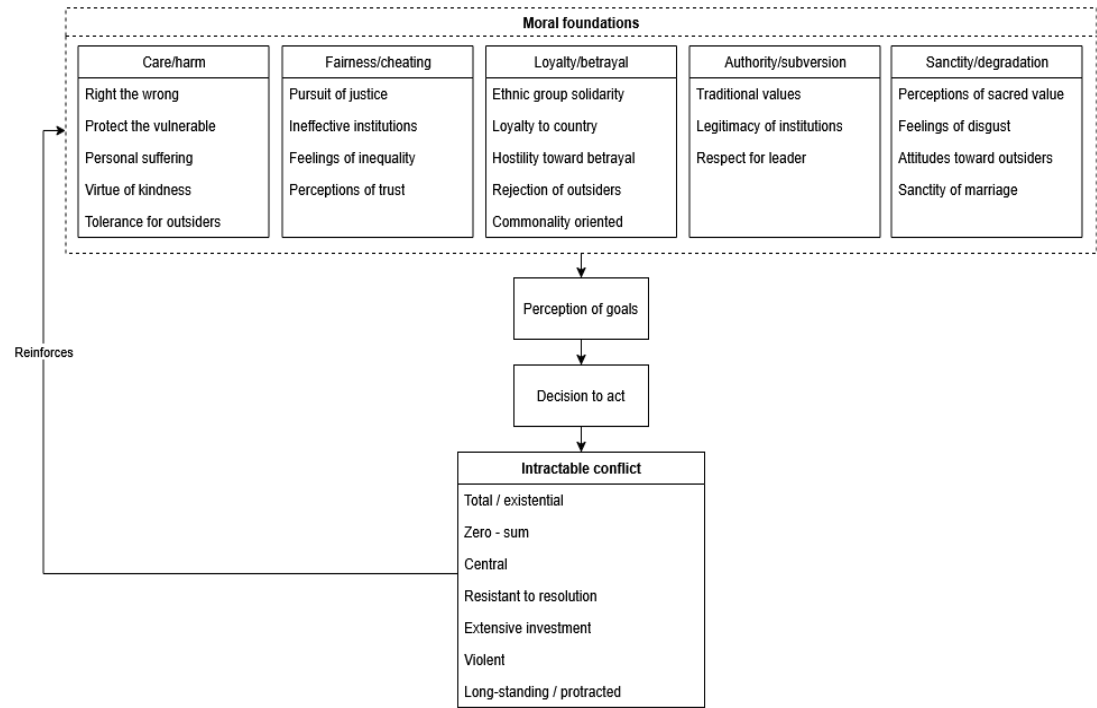 Moral foundations
Care/harm
Right the wrong
Protect the vulnerable
Personal suffering
Virtue of kindness
Tolerance for outsiders
Fairness/cheating
Pursuit of justice
Ineffective institutions
Feelings of inequality
Perceptions of trust
Loyalty/betrayal
Ethnic group solidarity
Loyalty to country
Hostility toward betrayal
Rejection of outsiders
Commonality oriented
Authority/subversion
Traditional values
Legitimacy of institutions
Respect for leader
Sanctity/degradation
Perceptions of sacred value
Feelings of disgust
Attitudes toward outsiders
Sanctity of marriage
Perception of goals
Reinforces
Decision to act
Intractable conflict
Total / existential
Zero - sum
Central
Resistant to resolution
Extensive investment
Violent
Long-standing / protracted